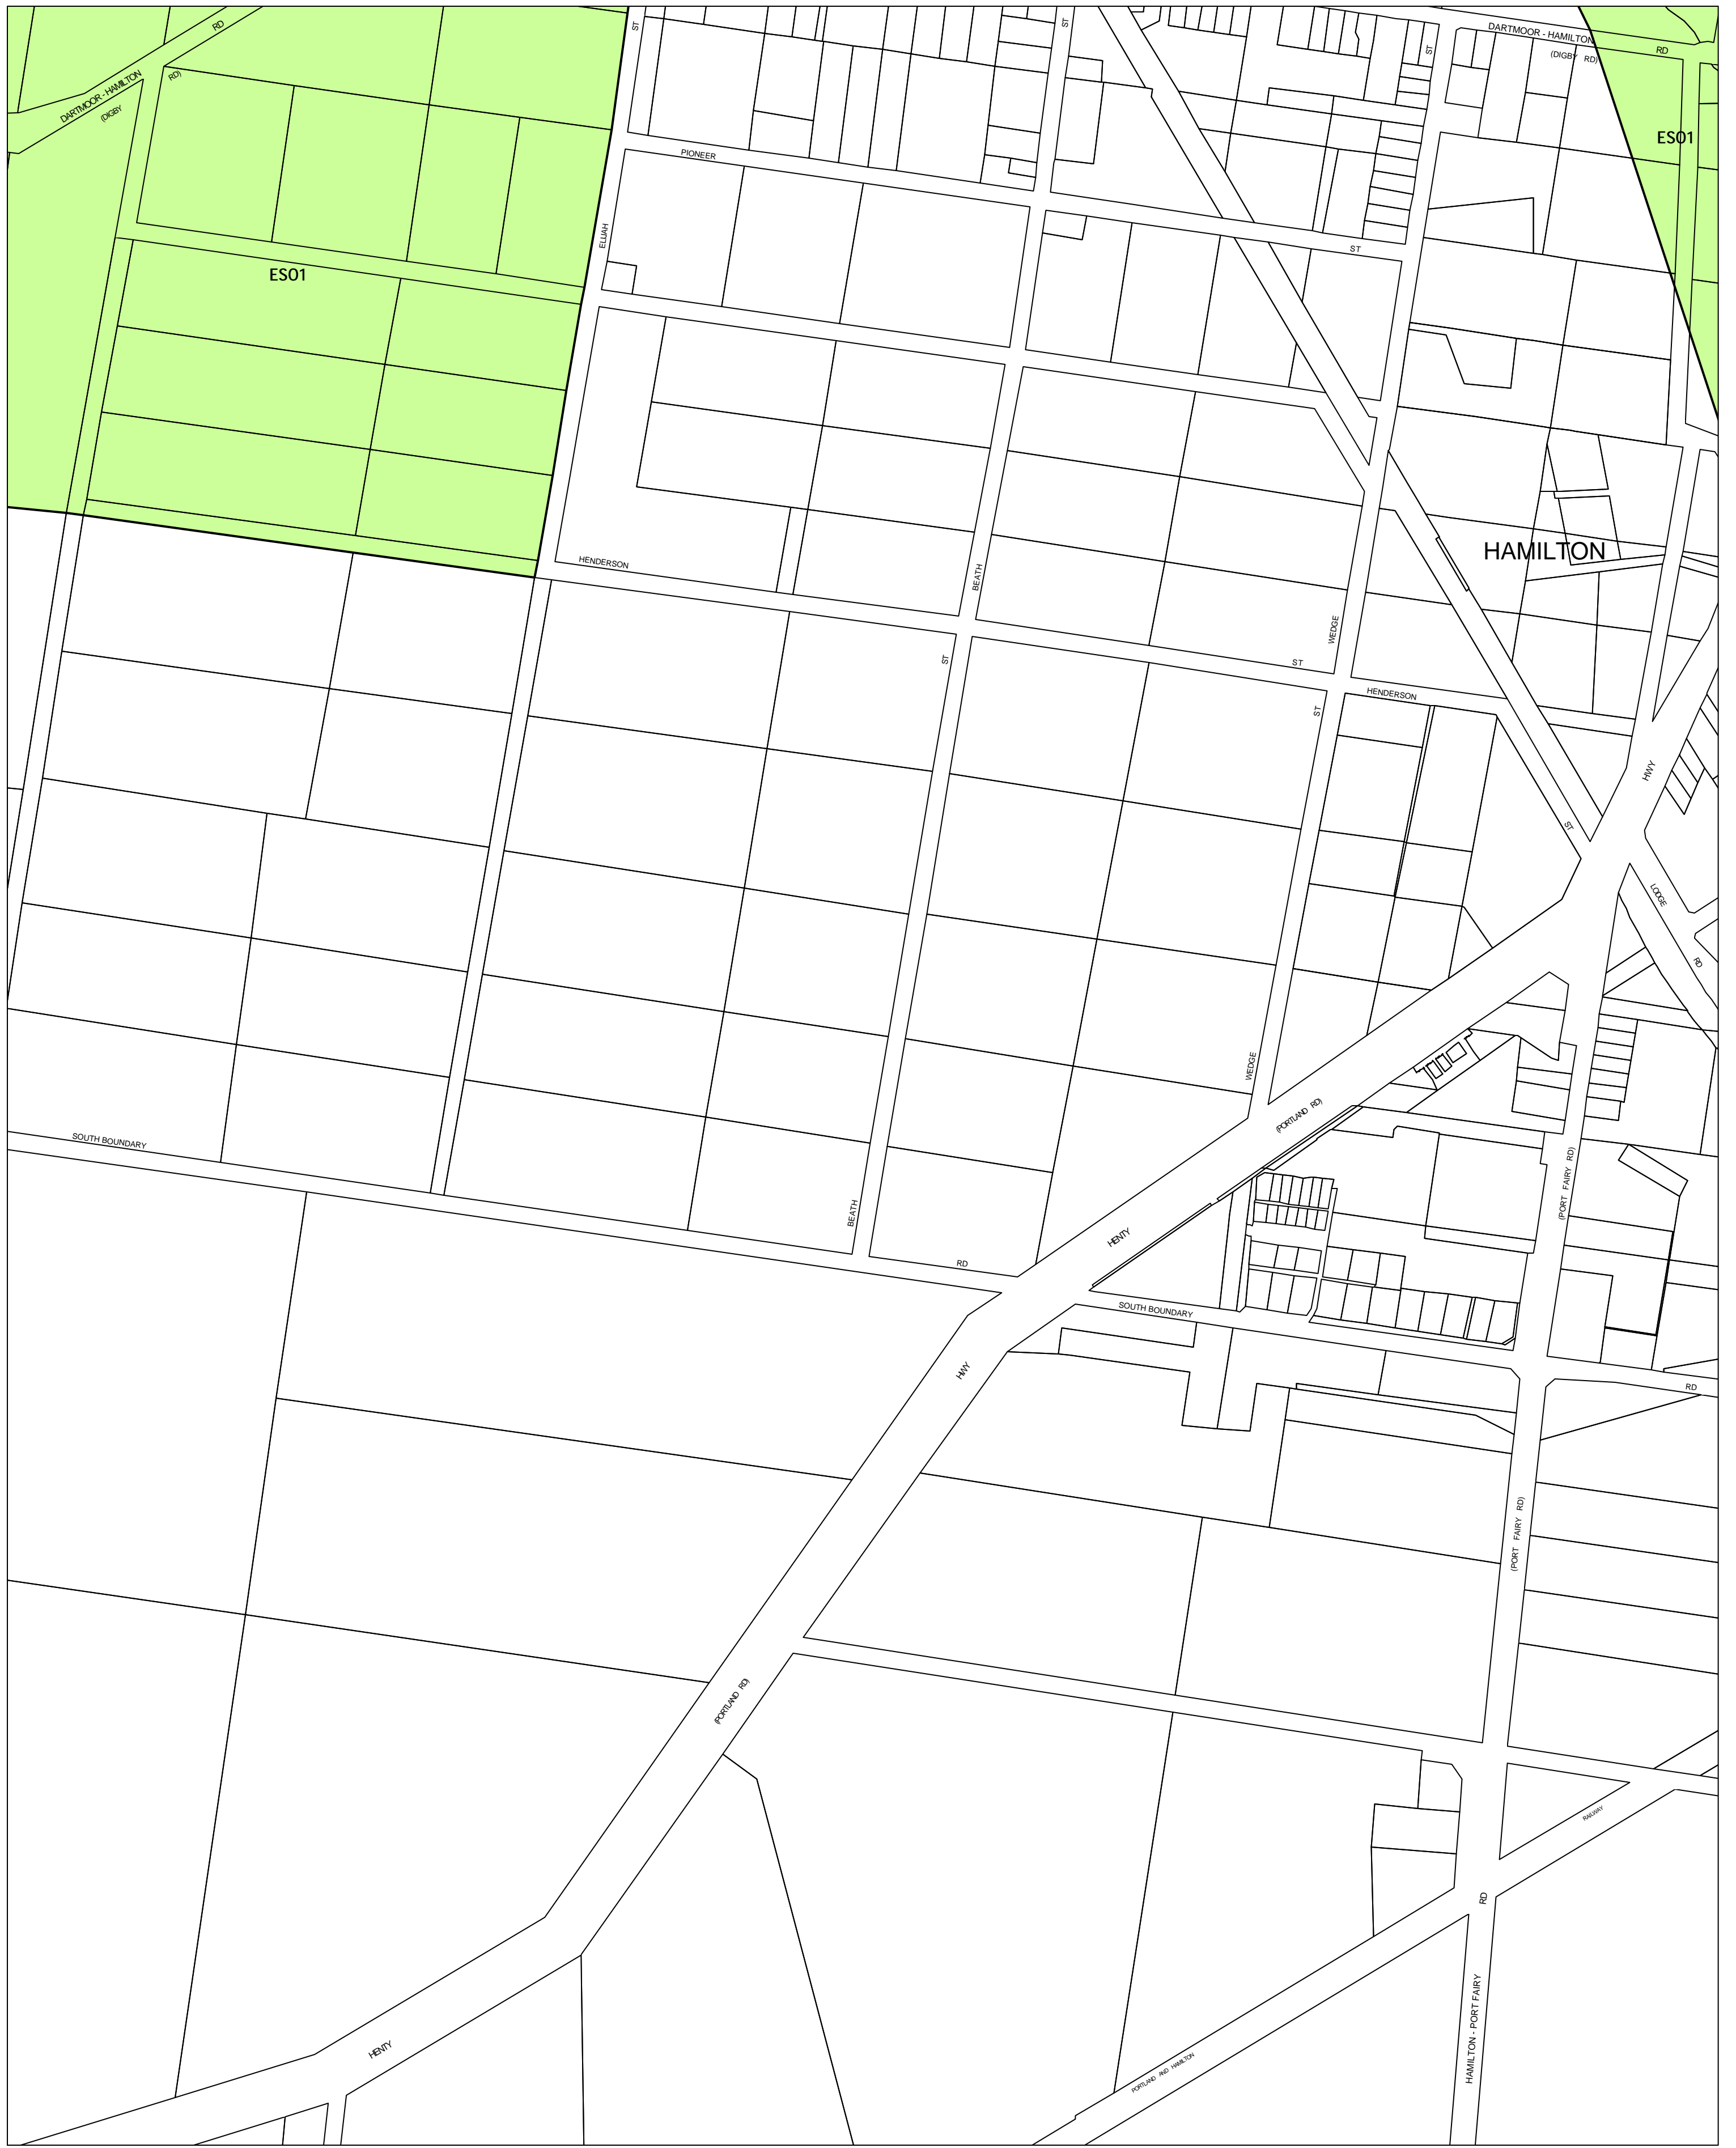 ST
ST
DARTMOOR - HAMILTON
RD
(DIGBY RD)
ST
RD
DARTMOOR - HAMILTON
RD)
(DIGBY
ESO1
PIONEER
ELIJAH
ST
ESO1
HAMILTON
HENDERSON
BEATH
WEDGE
ST
ST
HENDERSON
ST
HWY
ST
LODGE
RD
WEDGE
(PORTLAND RD)
SOUTH BOUNDARY
(PORT FAIRY RD)
BEATH
HENTY
RD
SOUTH BOUNDARY
HWY
RD
(PORT FAIRY RD)
(PORTLAND RD)
RAILWAY
RD
HENTY
PORTLAND AND HAMILTON
HAMILTON - PORT FAIRY